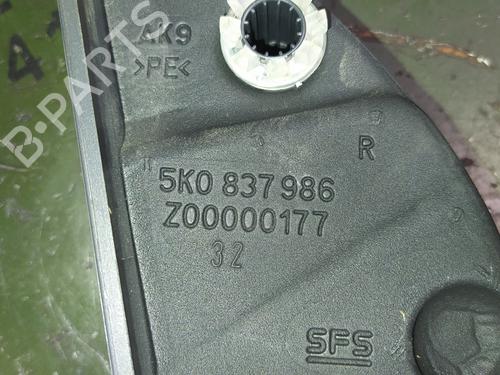 AK9
>PE<
R
5K0 837 986
Z00000177
32
SFS
B-PARTS